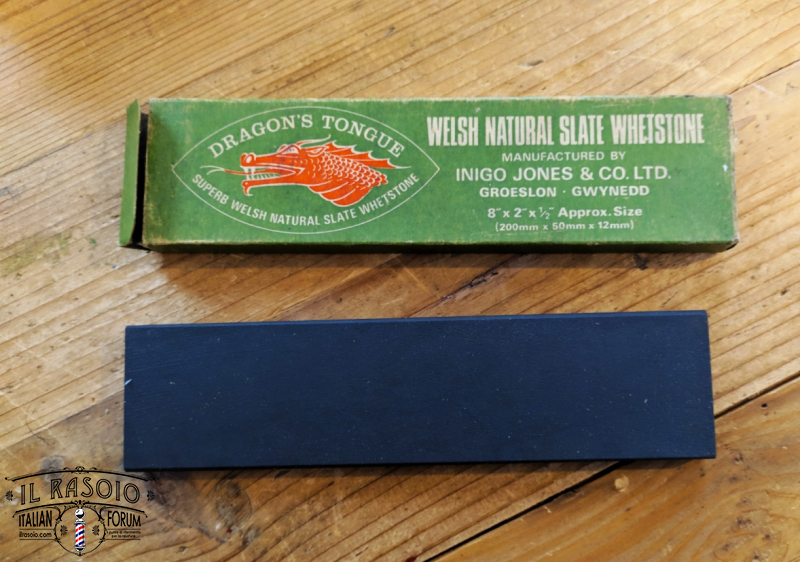 DRAGON'S TONGUE
SUPERB WELSH NATURAL SLATE WHETSTONE
WELSH NATURAL SLATE WHETSTONE
MANUFACTURED BY
INIGO JONES & CO. LTD.
GROESLON · GWYNEDD
8" x 2" x ½" Approx. Size
(200mm x 50mm x 12mm)
IL RASOIO
ITALIAN FORUM
ilrasoio.com